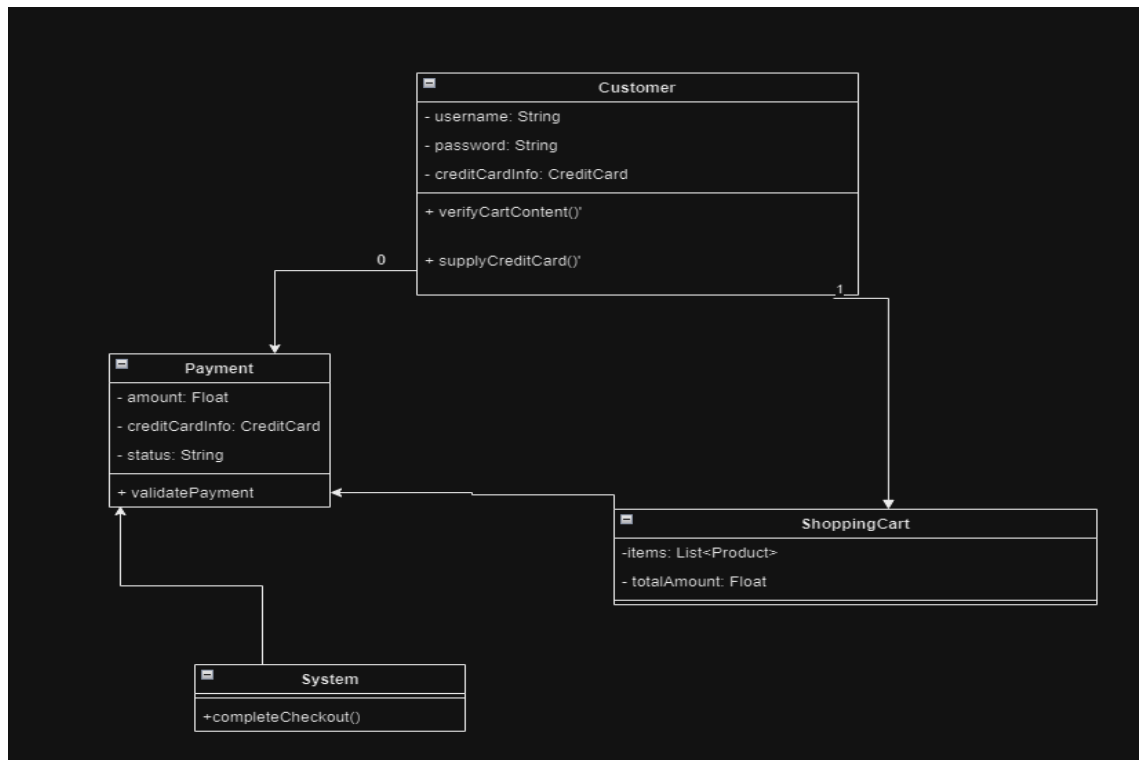 Customer
- username: String
- password: String
- creditCardInfo: CreditCard
+ verifyCartContent()'
+ supplyCreditCard()'
0
1
Payment
- amount: Float
- creditCardInfo: CreditCard
- status: String
+ validatePayment
ShoppingCart
-items: List<Product>
- totalAmount: Float
System
+completeCheckout()